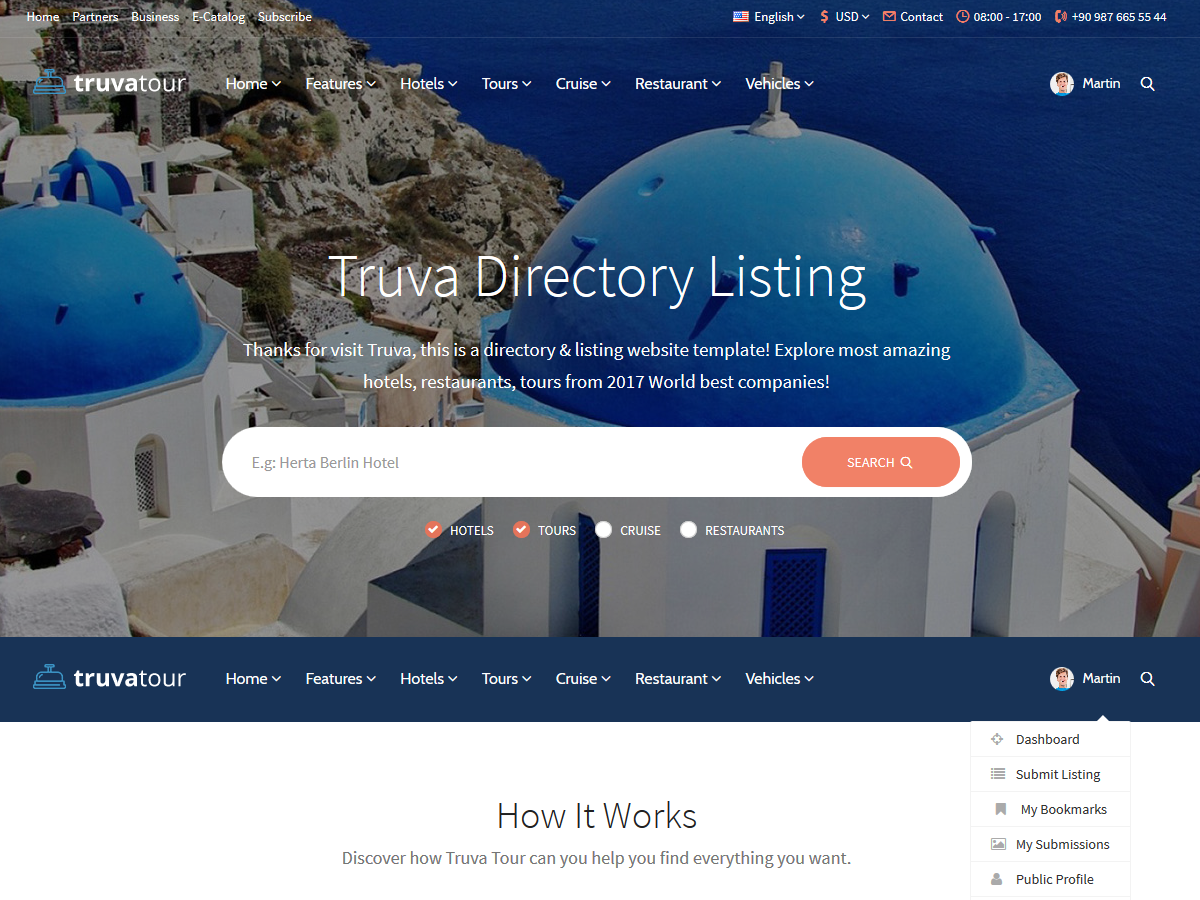 Home Partners Business E-Catalog Subscribe English $ USD Contact 08:00 - 17:00 +90 987 665 55 44
truvatour Home Features Hotels Tours Cruise Restaurant Vehicles Martin
Truva Directory Listing
Thanks for visit Truva, this is a directory & listing website template! Explore most amazing
hotels, restaurants, tours from 2017 World best companies!
E.g: Herta Berlin Hotel SEARCH
HOTELS TOURS CRUISE RESTAURANTS
truvatour Home Features Hotels Tours Cruise Restaurant Vehicles Martin
Dashboard
Submit Listing
My Bookmarks
My Submissions
Public Profile
How It Works
Discover how Truva Tour can you help you find everything you want.